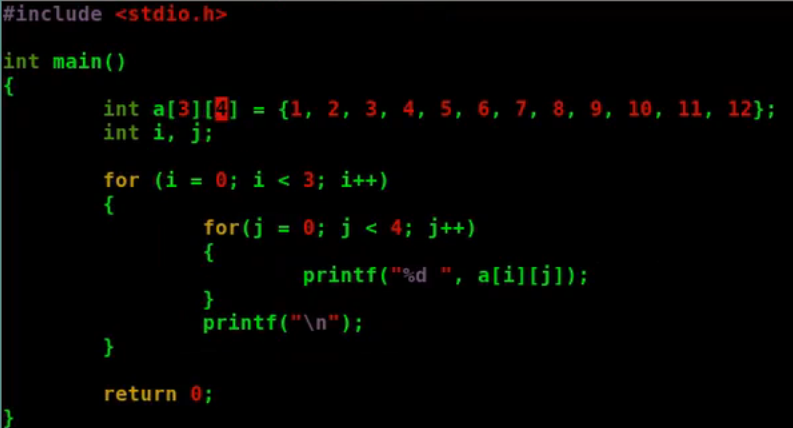 #include <stdio.h>

int main()
{
        int a[3][4] = {1, 2, 3, 4, 5, 6, 7, 8, 9, 10, 11, 12};
        int i, j;

        for (i = 0; i < 3; i++)
        {
                for(j = 0; j < 4; j++)
                {
                        printf("%d ", a[i][j]);
                }
                printf("\n");
        }

        return 0;
}